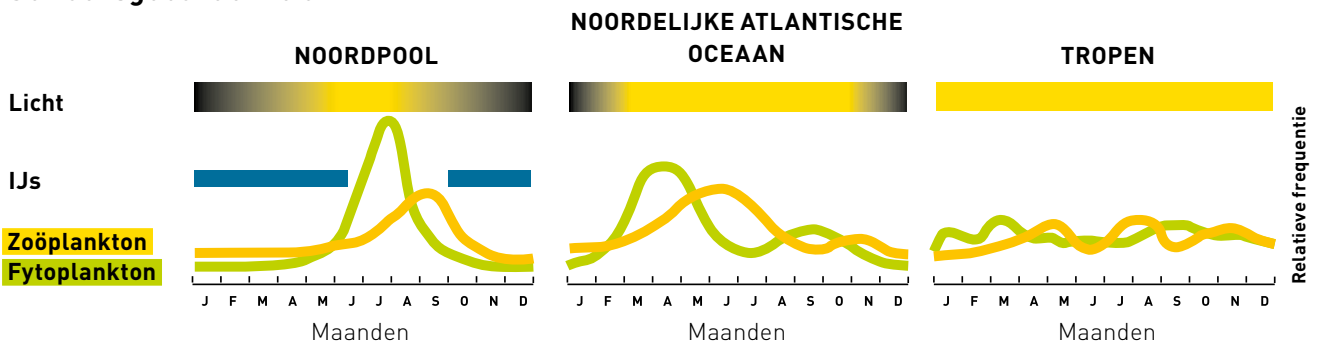 NOORDPOOL
NOORDELIJKE ATLANTISCHE
OCEAAN
TROPEN
Licht
IJs
Zoöplankton
Fytoplankton
J F M A M J J A S O N D
Maanden
J F M A M J J A S O N D
Maanden
J F M A M J J A S O N D
Maanden
Relatieve frequentie